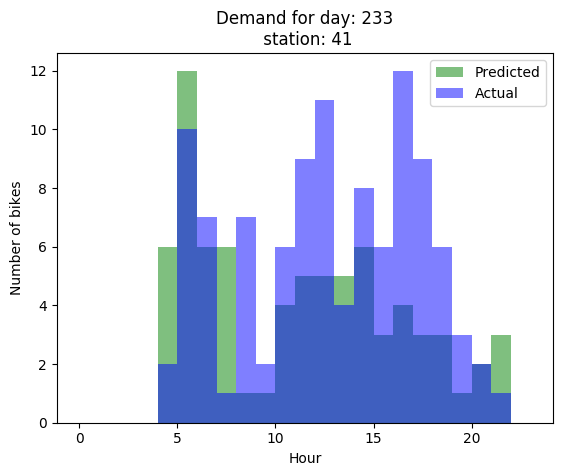 Demand for day: 233
station: 41
Predicted
Actual
12
10
8
6
4
2
0
Number of bikes
0 5 10 15 20
Hour